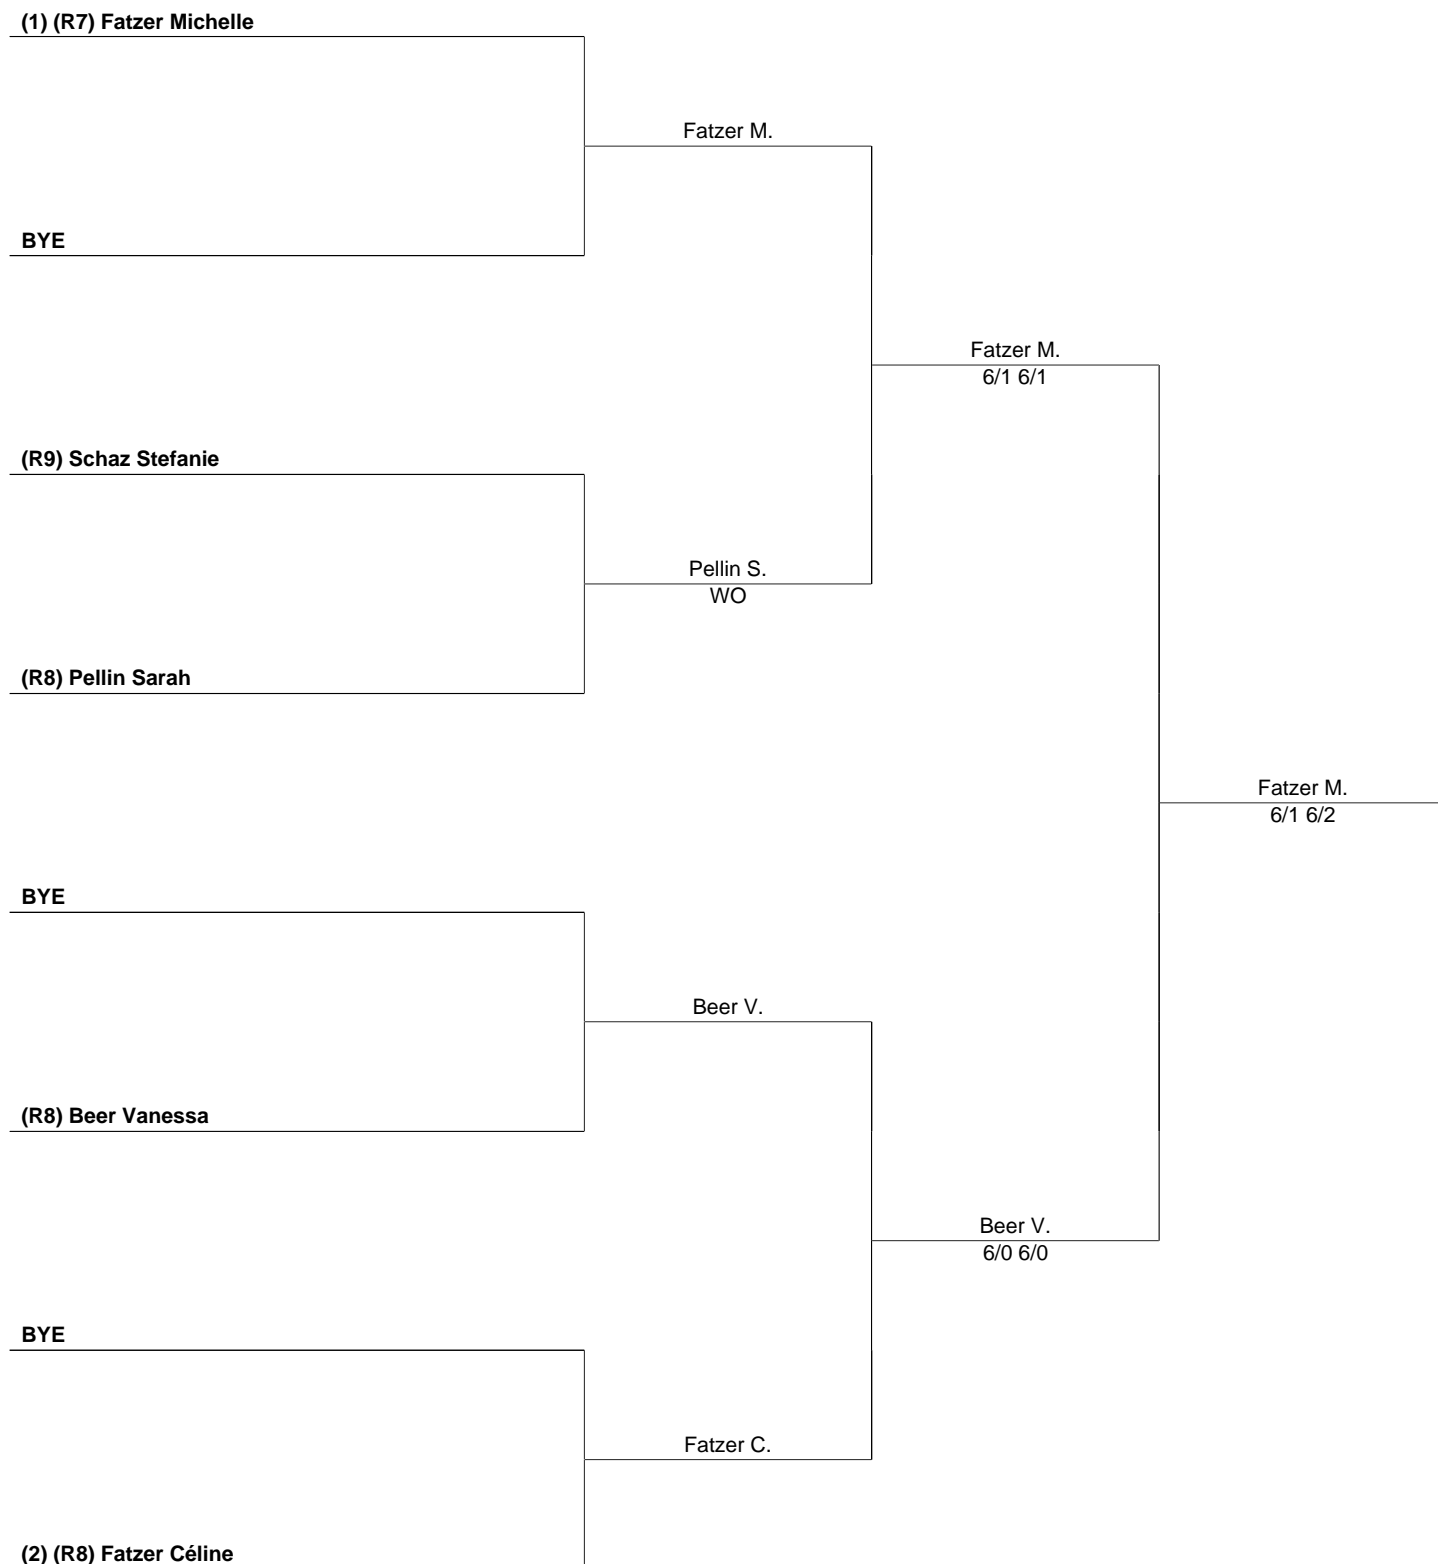 (1) (R7) Fatzer Michelle
Fatzer M.
BYE
Fatzer M.
6/1 6/1
(R9) Schaz Stefanie
Pellin S.
WO
(R8) Pellin Sarah
Fatzer M.
6/1 6/2
BYE
Beer V.
(R8) Beer Vanessa
Beer V.
6/0 6/0
BYE
Fatzer C.
(2) (R8) Fatzer Céline